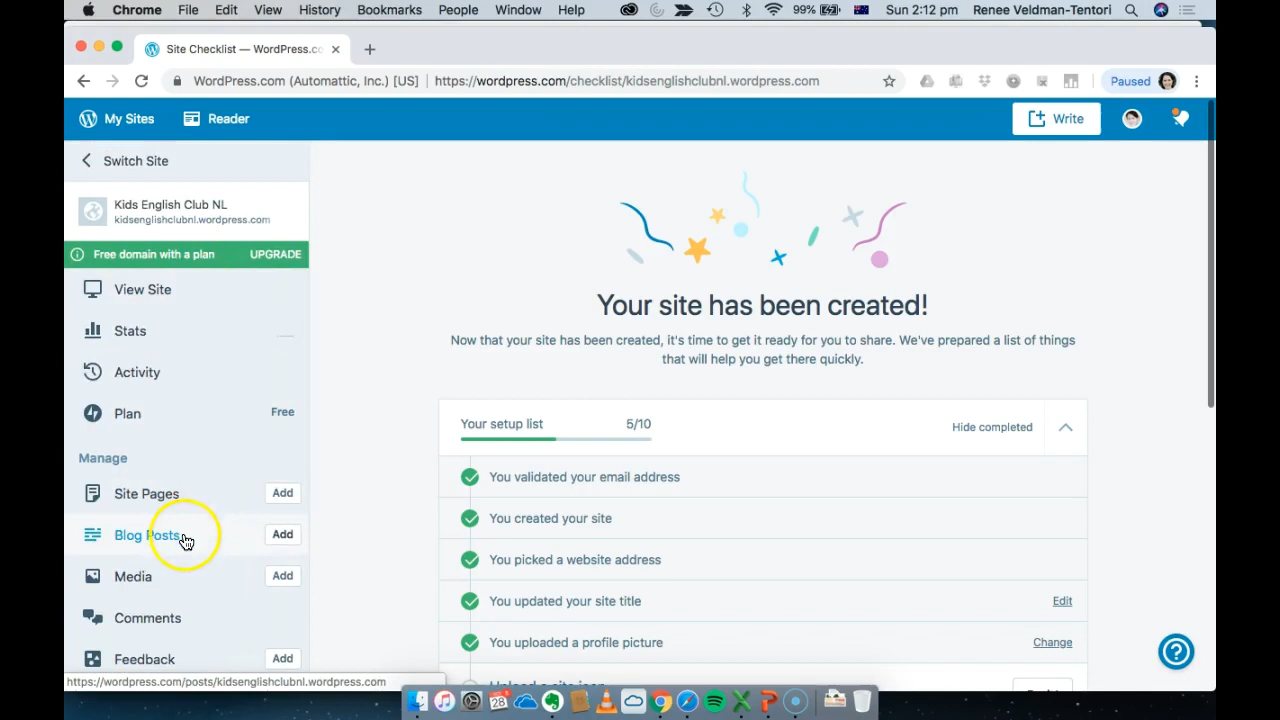 Chrome File Edit View History Bookmarks People Window Help 99% Sun 2:12 pm Renee Veldman-Tentori
Site Checklist — WordPress.co
WordPress.com (Automattic, Inc.) [US] https://wordpress.com/checklist/kidsenglishclubnl.wordpress.com Paused
My Sites Reader Write
Switch Site
Kids English Club NL
kidsenglishclubnl.wordpress.com
Free domain with a plan UPGRADE
View Site
Stats
Activity
Plan Free
Manage
Site Pages Add
Blog Posts Add
Media Add
Comments
Feedback Add
https://wordpress.com/posts/kidsenglishclubnl.wordpress.com
Your site has been created!
Now that your site has been created, it's time to get it ready for you to share. We've prepared a list of things
that will help you get there quickly.
Your setup list 5/10 Hide completed
You validated your email address
You created your site
You picked a website address
You updated your site title Edit
You uploaded a profile picture Change
Upload a site icon
28